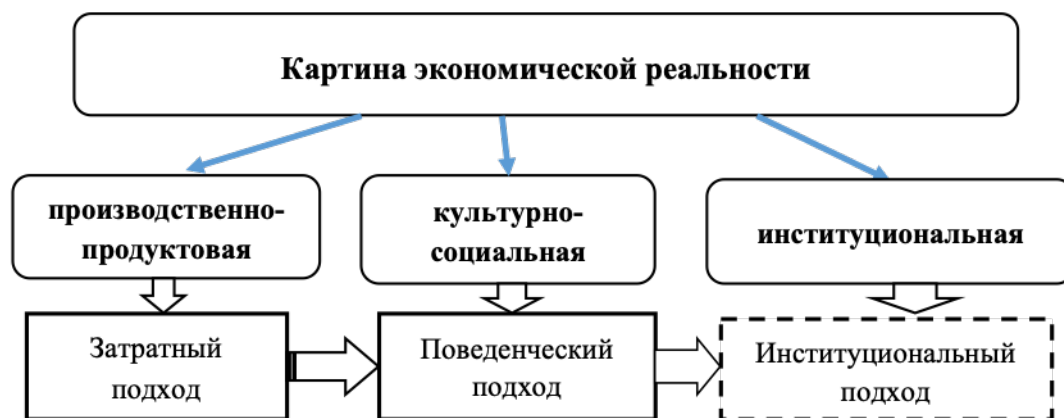 Картина экономической реальности
производственно-
продуктовая
культурно-
социальная
институциональная
Затратный
подход
Поведенческий
подход
Институциональный
подход